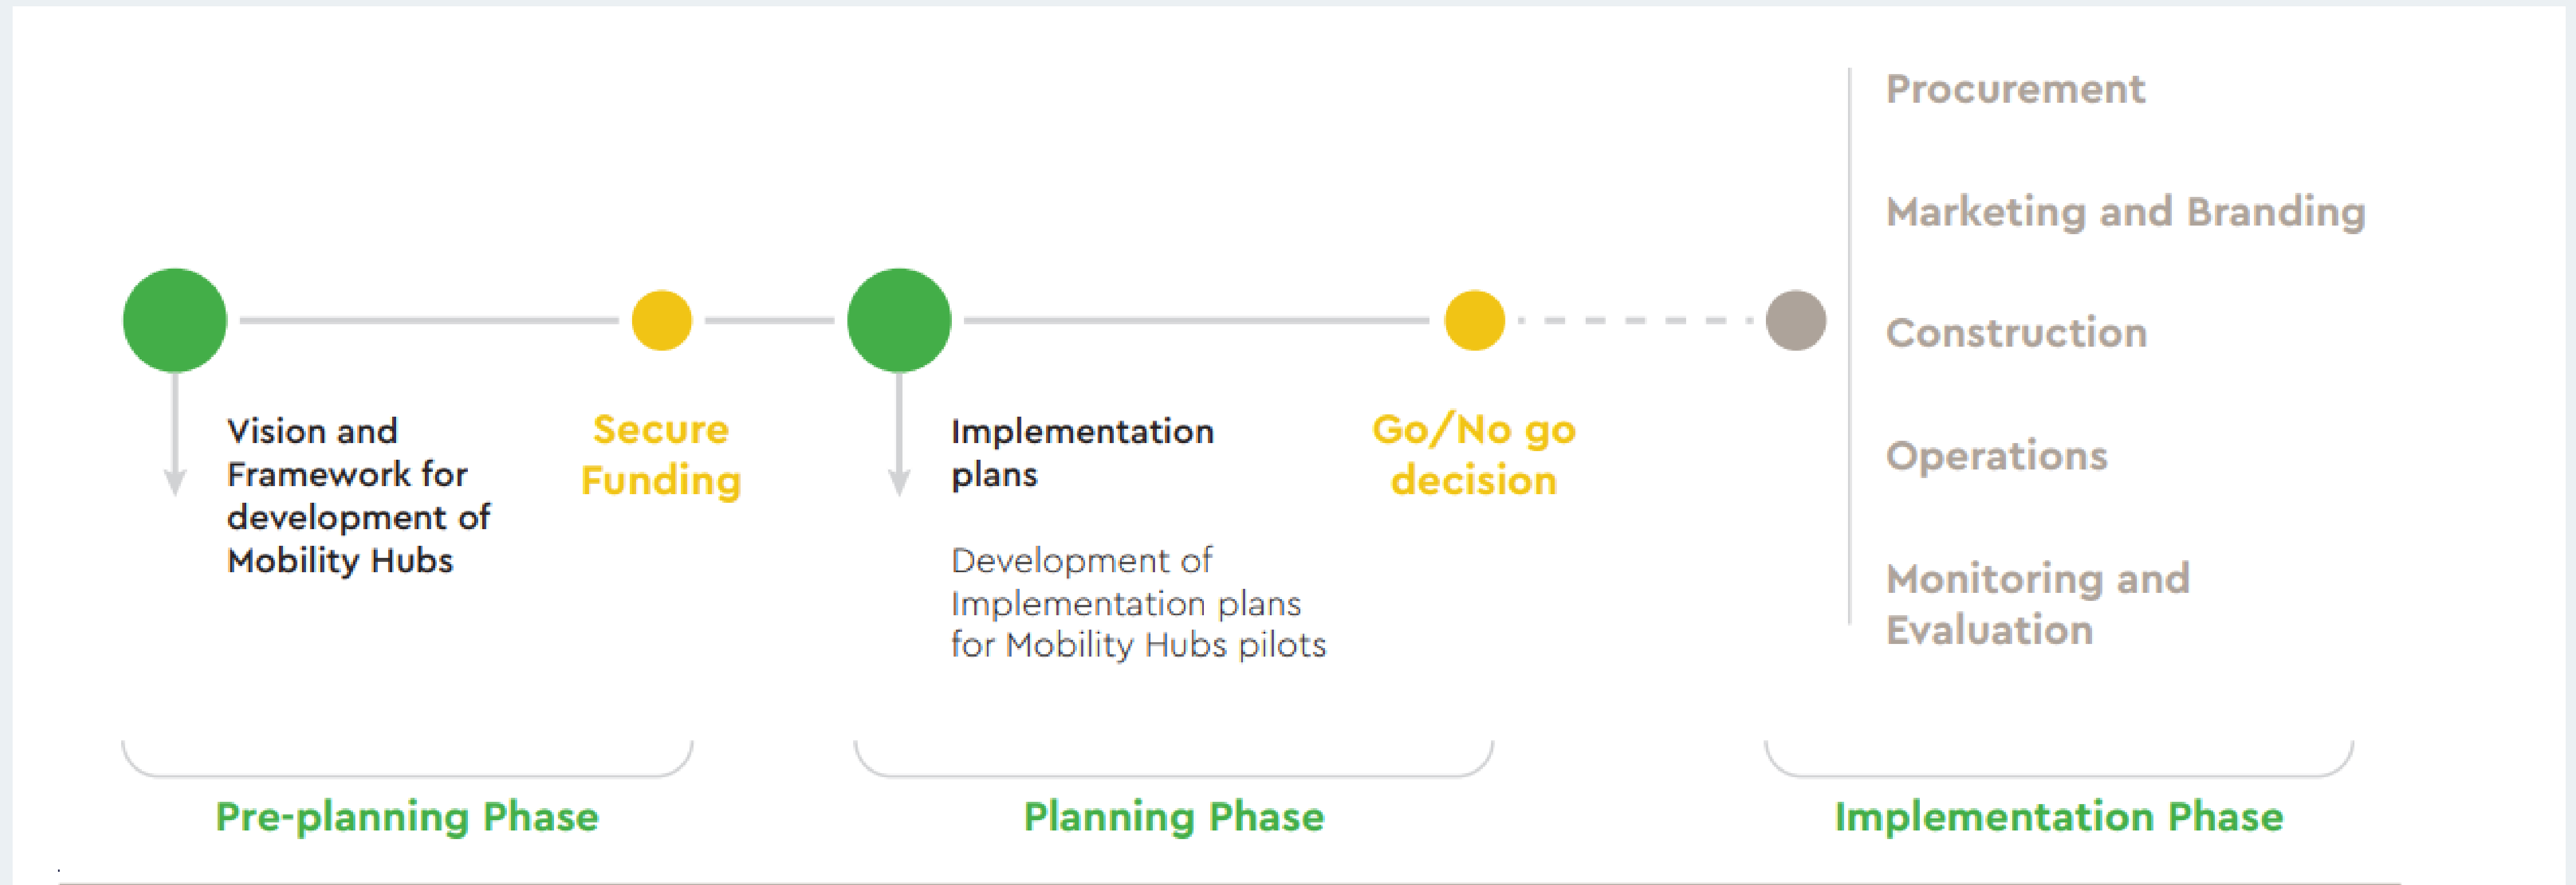 Procurement
Marketing and Branding
Construction
Operations
Monitoring and
Evaluation
Vision and
Framework for
development of
Mobility Hubs
Secure
Funding
Implementation
plans
Development of
Implementation plans
for Mobility Hubs pilots
Go/No go
decision
Pre-planning Phase
Planning Phase
Implementation Phase